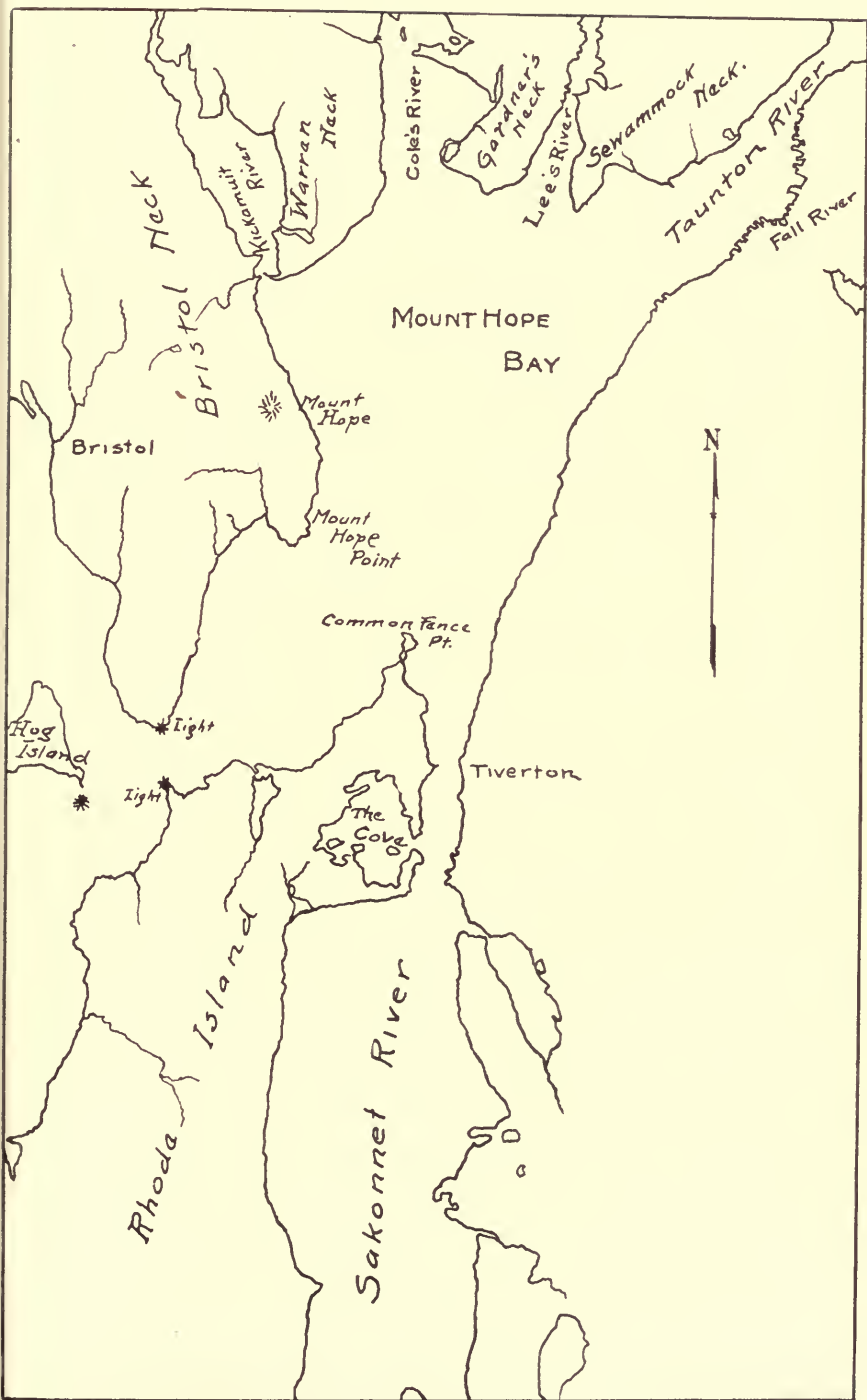 Cole's River
Gardner's
Neck
Lee's River
Sewammock
Neck.
Taunton River
Fall River
Kickamuit
River
Warran
Neck
Bristol Neck
MOUNT HOPE
BAY
Mount
Hope
Bristol
N
Mount
Hope
Point
Common Fence
Pt.
Hog
Island
Light
Light
Tiverton
The
Cove
Rhoda Island
Sakonnet River